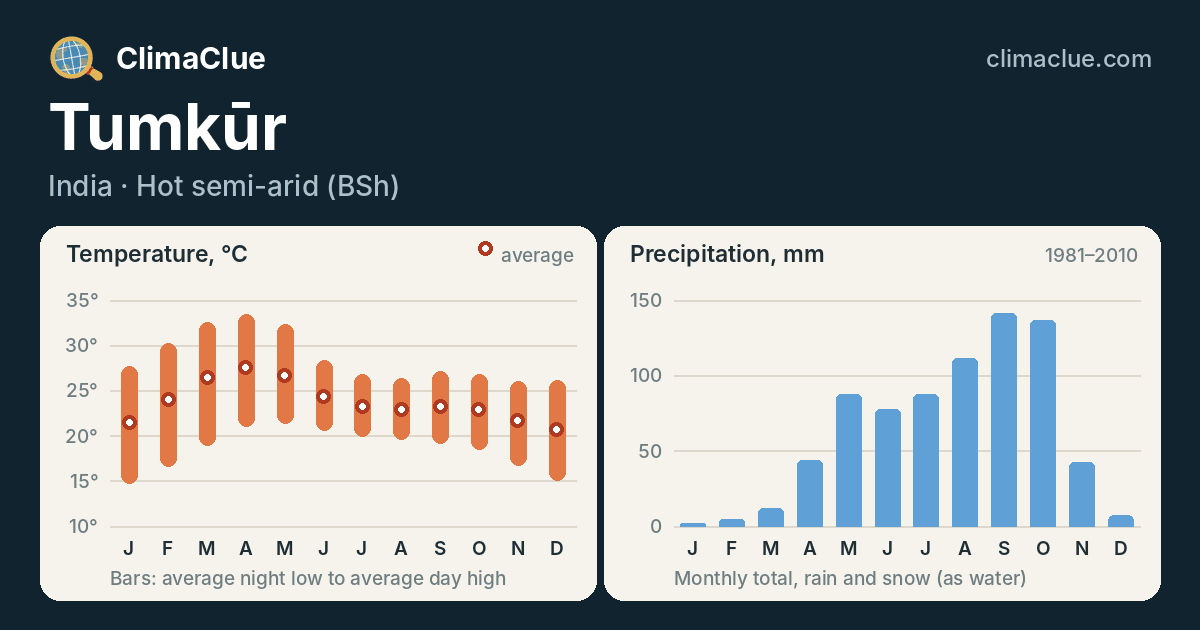 ClimaClue
climaclue.com
Tumkūr
India · Hot semi-arid (BSh)
Temperature, °C
average
35°
30°
25°
20°
15°
10°
J F M A M J J A S O N D
Bars: average night low to average day high
Precipitation, mm
1981–2010
150
100
50
0
J F M A M J J A S O N D
Monthly total, rain and snow (as water)